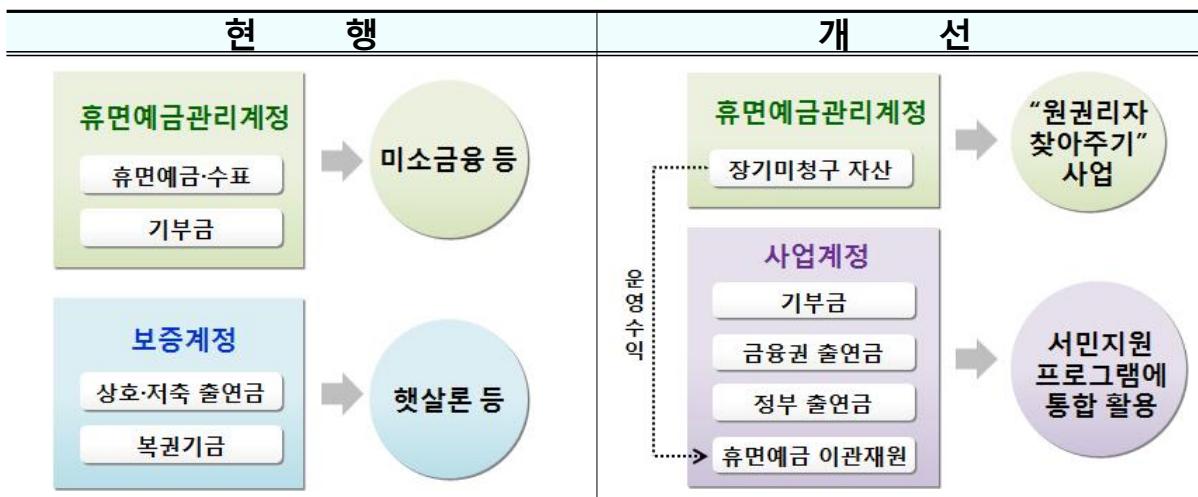 현 행
휴면예금관리계정
휴면예금·수표
기부금
미소금융 등
보증계정
상호·저축 출연금
복권기금
햇살론 등
개 선
휴면예금관리계정
장기미청구 자산
“원권리자
찾아주기”
사업
운영수익
사업계정
기부금
금융권 출연금
정부 출연금
휴면예금 이관재원
서민지원
프로그램에
통합 활용